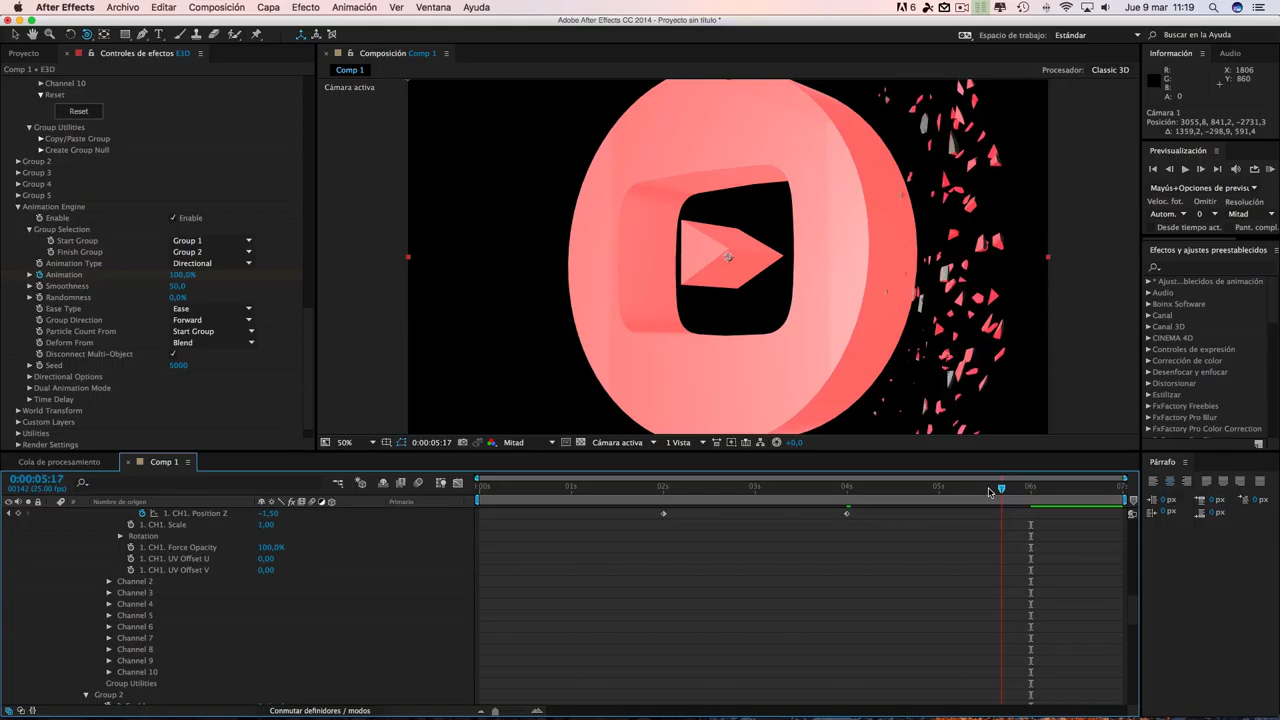 After Effects Archivo Editar Composición Capa Efecto Animación Ver Ventana Ayuda 6 Jue 9 mar 11:19
Adobe After Effects CC 2014 - Proyecto sin título *
Espacio de trabajo: Estándar Buscar en la Ayuda
Proyecto Controles de efectos E3D Composición Comp 1 Información Audio
Comp 1 • E3D
Comp 1 Procesador: Classic 3D
Cámara activa
R: X: 1806
G: Y: 860
B:
A: 0
Cámara 1
Posición: 3055,8, 841,2, -2731,3
Δ: 1359,2, -298,9, 591,4
Previsualización
Mayús+Opciones de previs
Veloc. fot. Omitir Resolución
Autom. 0 Mitad
Desde tiempo act. Pant. compl.
Efectos y ajustes preestablecidos
* Ajust...blecidos de animación
Audio
Boinx Software
Canal
Canal 3D
CINEMA 4D
Controles de expresión
Corrección de color
Desenfocar y enfocar
Distorsionar
Estilizar
FxFactory Freebies
FxFactory Pro Blur
FxFactory Pro Color Correction
Channel 10
Reset
Reset
Group Utilities
Copy/Paste Group
Create Group Null
Group 2
Group 3
Group 4
Group 5
Animation Engine
Enable Enable
Group Selection
Start Group Group 1
Finish Group Group 2
Animation Type Directional
Animation 100,0%
Smoothness 50,0
Randomness 0,0%
Ease Type Ease
Group Direction Forward
Particle Count From Start Group
Deform From Blend
Disconnect Multi-Object
Seed 5000
Directional Options
Dual Animation Mode
Time Delay
World Transform
Custom Layers
Utilities
Render Settings
50% 0:00:05:17 Mitad Cámara activa 1 Vista +0,0
Cola de procesamiento Comp 1 Párrafo
0:00:05:17
00142 (25.00 fps)
:00s 01s 02s 03s 04s 05s 06s 07s
Nombre de origen Primario
1. CH1. Position Z -1,50
1. CH1. Scale 1,00
Rotation
1. CH1. Force Opacity 100,0%
1. CH1. UV Offset U 0,00
1. CH1. UV Offset V 0,00
Channel 2
Channel 3
Channel 4
Channel 5
Channel 6
Channel 7
Channel 8
Channel 9
Channel 10
Group Utilities
Group 2
0 px 0 px 0 px
0 px 0 px
Conmutar definidores / modos